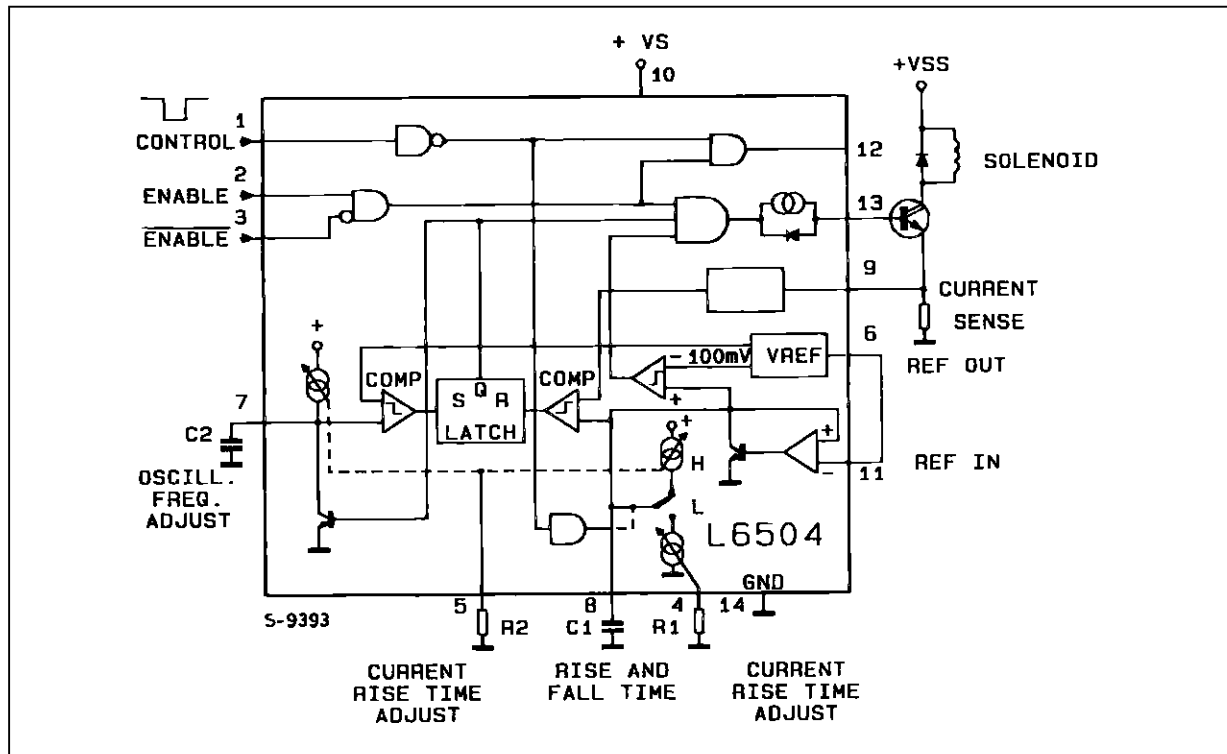 + VS
10
+VSS
1
CONTROL
12
SOLENOID
2
ENABLE
13
3
ENABLE
9
CURRENT
SENSE
6
REF OUT
+
COMP
COMP
-
-100mV
VREF
+
7
S Q R
LATCH
+
+
C2
H
-
11
REF IN
OSCILL.
FREQ.
ADJUST
L
L6504
GND
S-9393
5
R2
8
C1
4
R1
14
CURRENT
RISE TIME
ADJUST
RISE AND
FALL TIME
CURRENT
RISE TIME
ADJUST